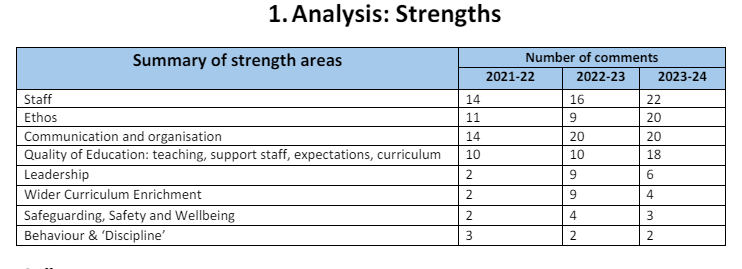 1. Analysis: Strengths
Summary of strength areas Number of comments
2021-22 2022-23 2023-24
Staff 14 16 22
Ethos 11 9 20
Communication and organisation 14 20 20
Quality of Education: teaching, support staff, expectations, curriculum 10 10 18
Leadership 2 9 6
Wider Curriculum Enrichment 2 9 4
Safeguarding, Safety and Wellbeing 2 4 3
Behaviour & ‘Discipline’ 3 2 2